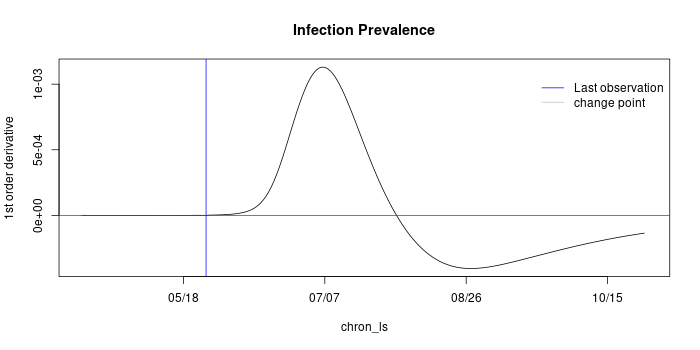 Infection Prevalence
1st order derivative
1e-03
5e-04
0e+00
Last observation
change point
05/18
07/07
08/26
10/15
chron_ls